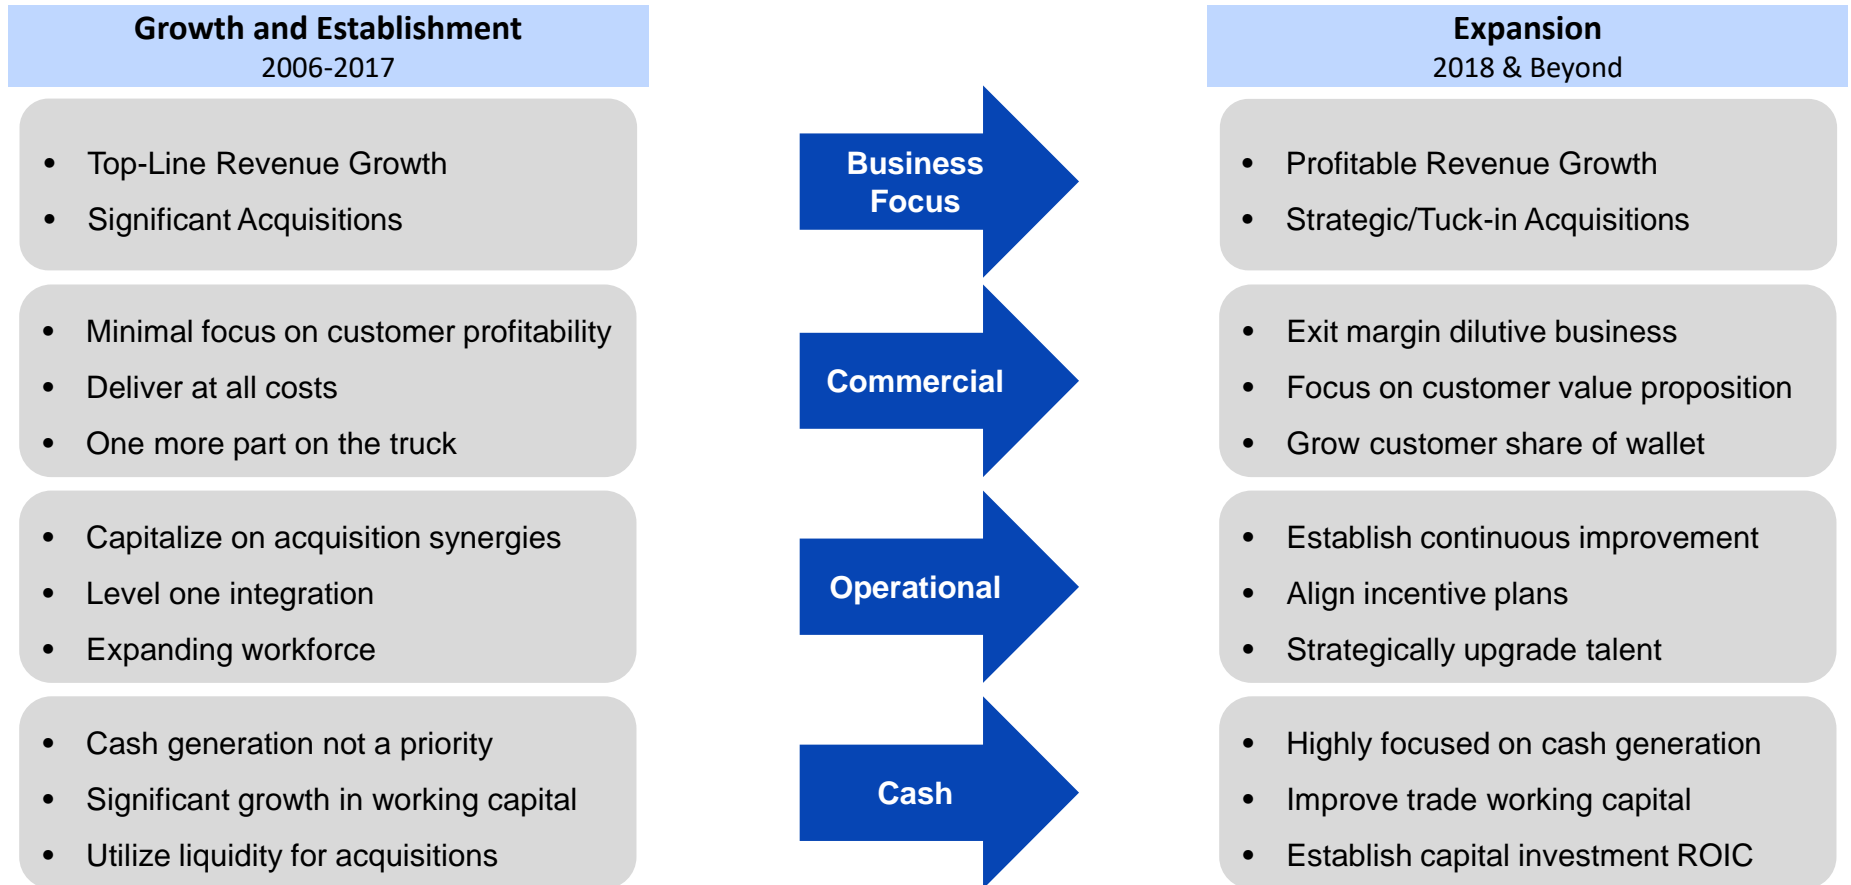 Growth and Establishment
2006-2017
Expansion
2018 & Beyond
• Top-Line Revenue Growth
• Significant Acquisitions
Business
Focus
• Profitable Revenue Growth
• Strategic/Tuck-in Acquisitions
• Minimal focus on customer profitability
• Deliver at all costs
• One more part on the truck
Commercial
• Exit margin dilutive business
• Focus on customer value proposition
• Grow customer share of wallet
• Capitalize on acquisition synergies
• Level one integration
• Expanding workforce
Operational
• Establish continuous improvement
• Align incentive plans
• Strategically upgrade talent
• Cash generation not a priority
• Significant growth in working capital
• Utilize liquidity for acquisitions
Cash
• Highly focused on cash generation
• Improve trade working capital
• Establish capital investment ROIC